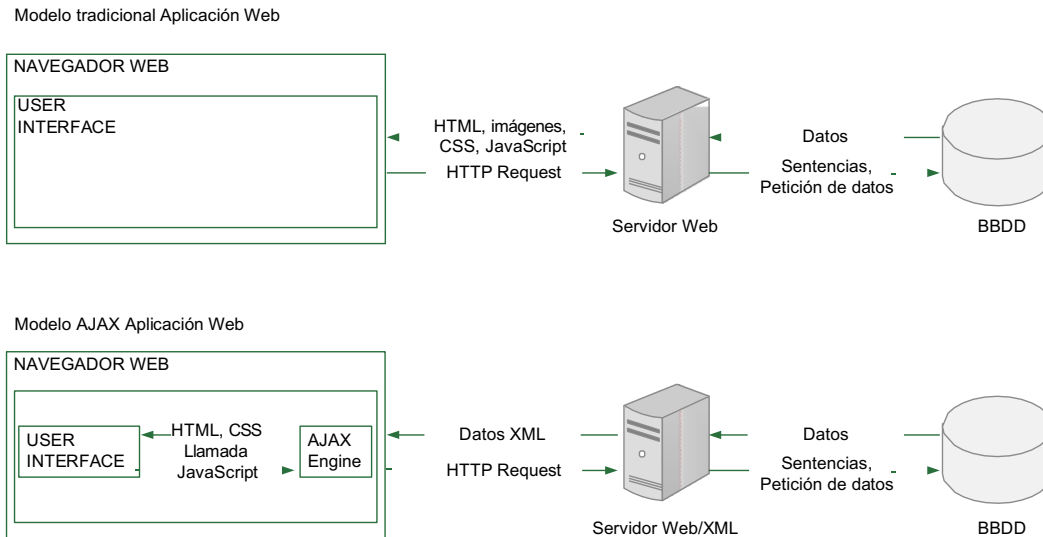 Modelo tradicional Aplicación Web
NAVEGADOR WEB
USER
INTERFACE
HTML, imágenes,
CSS, JavaScript
HTTP Request
Servidor Web
Datos
Sentencias,
Petición de datos
BBDD
Modelo AJAX Aplicación Web
NAVEGADOR WEB
USER
INTERFACE
HTML, CSS
Llamada
JavaScript
AJAX
Engine
Datos XML
HTTP Request
Servidor Web/XML
Datos
Sentencias,
Petición de datos
BBDD